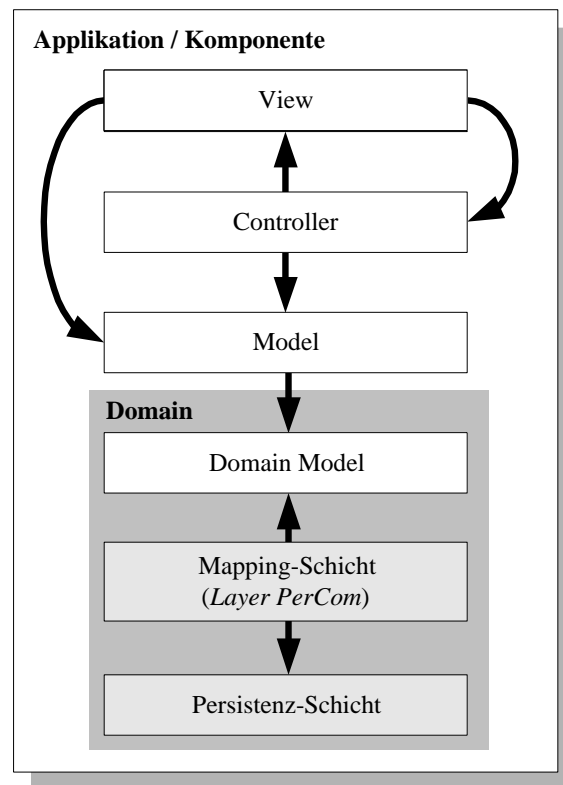 Applikation / Komponente
View
Controller
Model
Domain
Domain Model
Mapping-Schicht
(Layer PerCom)
Persistenz-Schicht